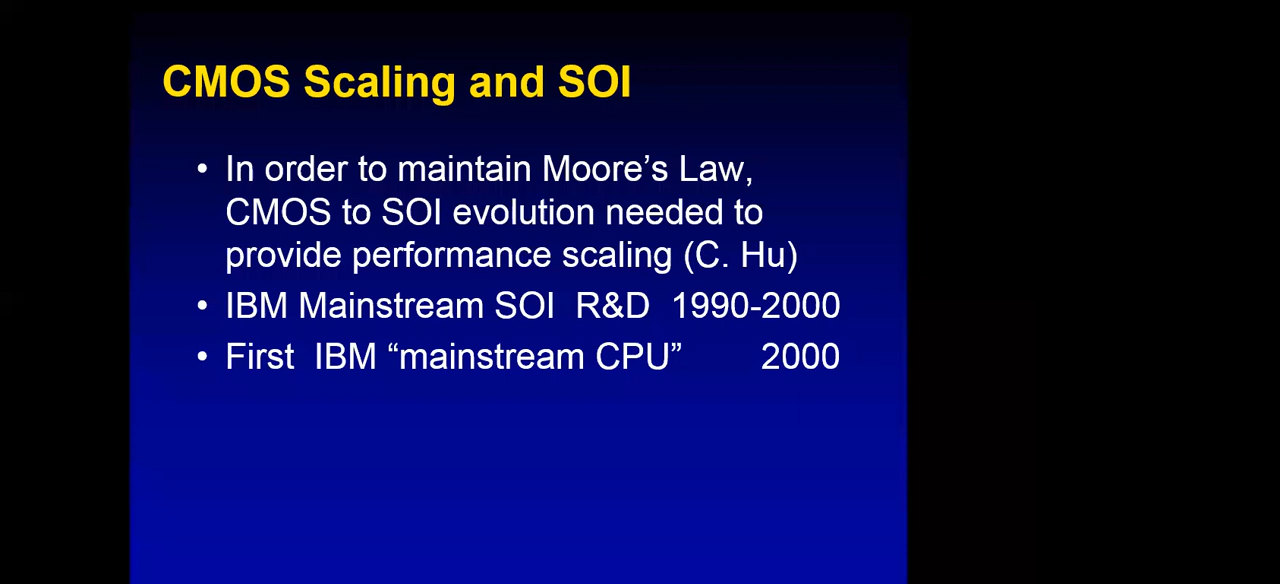 CMOS Scaling and SOI
• In order to maintain Moore’s Law,
CMOS to SOI evolution needed to
provide performance scaling (C. Hu)
• IBM Mainstream SOI R&D 1990-2000
• First IBM “mainstream CPU” 2000